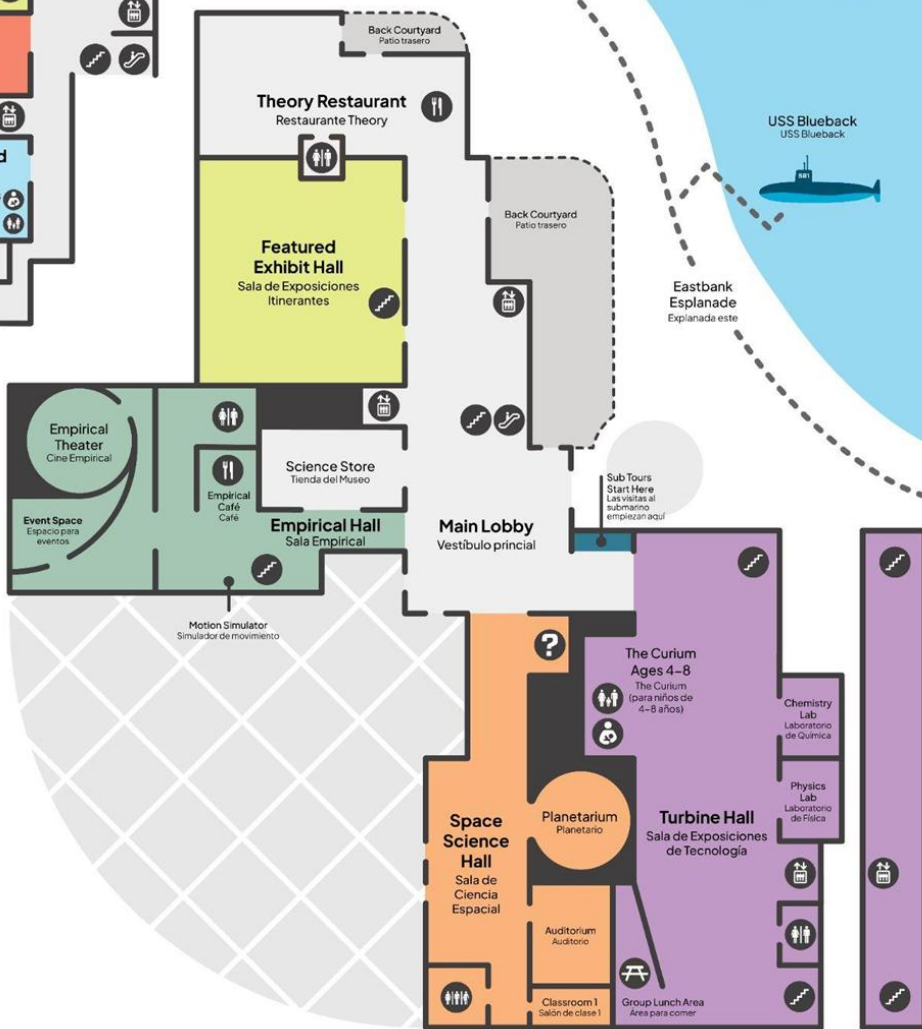 Back Courtyard
Patio trasero
Theory Restaurant
Restaurante Theory
USS Blueback
USS Blueback
581
d
Back Courtyard
Patio trasero
Featured
Exhibit Hall
Sala de Exposiciones
Itinerantes
Eastbank
Esplanade
Explanada este
Empirical
Theater
Cine Empirical
Science Store
Tienda del Museo
Empirical
Café
Café
Event Space
Espacio para
eventos
Empirical Hall
Sala Empirical
Main Lobby
Vestíbulo princial
Sub Tours
Start Here
Las visitas al
submarino
empiezan aquí
Motion Simulator
Simulador de movimiento
?
The Curium
Ages 4–8
The Curium
(para niños de
4–8 años)
Chemistry
Lab
Laboratorio
de Química
Physics
Lab
Laboratorio
de Física
Space
Science
Hall
Sala de
Ciencia
Espacial
Planetarium
Planetario
Turbine Hall
Sala de Exposiciones
de Tecnología
Auditorium
Auditorio
Classroom 1
Salón de clase 1
Group Lunch Area
Área para comer